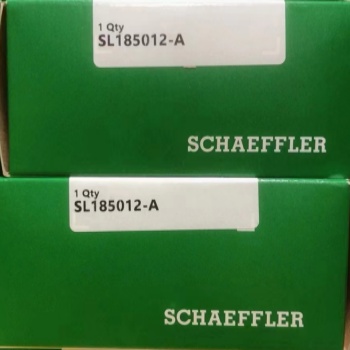 1 Qty
SL185012-A
SCHAEFFLER
1 Qty
SL185012-A
SCHAEFFLER